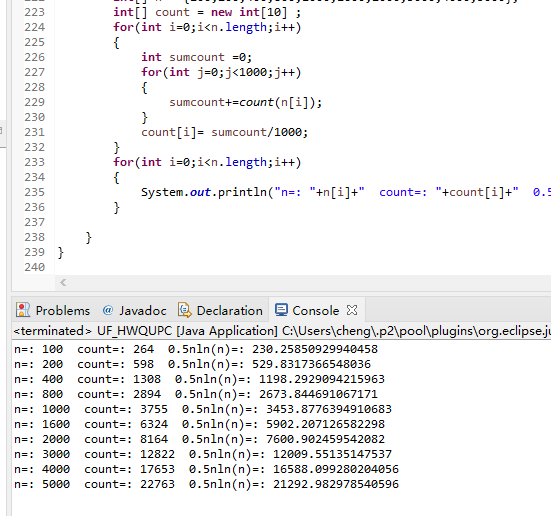 223 int[] count = new int[10] ;
224 for(int i=0;i<n.length;i++)
225 {
226 int sumcount =0;
227 for(int j=0;j<1000;j++)
228 {
229 sumcount+=count(n[i]);
230 }
231 count[i]= sumcount/1000;
232 }
233 for(int i=0;i<n.length;i++)
234 {
235 System.out.println("n=: "+n[i]+"  count=: "+count[i]+"  0.5
236 }
237
238 }
239 }
240
Problems @ Javadoc Declaration Console
<terminated> UF_HWQUPC [Java Application] C:\Users\cheng\.p2\pool\plugins\org.eclipse.ju
n=: 100  count=: 264  0.5nln(n)=: 230.25850929940458
n=: 200  count=: 598  0.5nln(n)=: 529.8317366548036
n=: 400  count=: 1308  0.5nln(n)=: 1198.2929094215963
n=: 800  count=: 2894  0.5nln(n)=: 2673.844691067171
n=: 1000  count=: 3755  0.5nln(n)=: 3453.8776394910683
n=: 1600  count=: 6324  0.5nln(n)=: 5902.207126582298
n=: 2000  count=: 8164  0.5nln(n)=: 7600.902459542082
n=: 3000  count=: 12822  0.5nln(n)=: 12009.55135147537
n=: 4000  count=: 17653  0.5nln(n)=: 16588.099280204056
n=: 5000  count=: 22763  0.5nln(n)=: 21292.982978540596